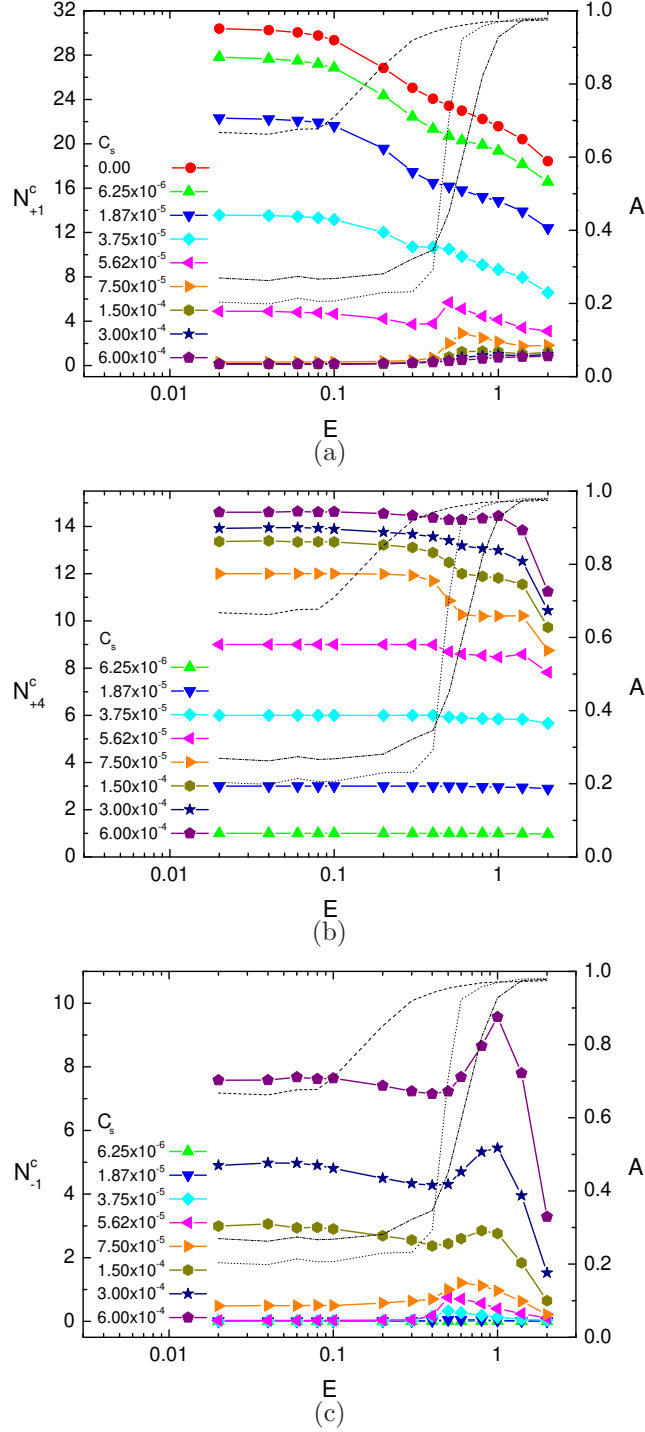 32
28
24
20
16
12
8
4
0
N^c_{+1}
1.0
0.8
0.6
0.4
0.2
0.0
A
C_s
0.00
6.25x10^{-6}
1.87x10^{-5}
3.75x10^{-5}
5.62x10^{-5}
7.50x10^{-5}
1.50x10^{-4}
3.00x10^{-4}
6.00x10^{-4}
0.01 0.1 1
E
(a)
14
12
10
8
6
4
2
0
N^c_{+4}
1.0
0.8
0.6
0.4
0.2
0.0
A
C_s
6.25x10^{-6}
1.87x10^{-5}
3.75x10^{-5}
5.62x10^{-5}
7.50x10^{-5}
1.50x10^{-4}
3.00x10^{-4}
6.00x10^{-4}
0.01 0.1 1
E
(b)
10
8
6
4
2
0
N^c_{-1}
1.0
0.8
0.6
0.4
0.2
0.0
A
C_s
6.25x10^{-6}
1.87x10^{-5}
3.75x10^{-5}
5.62x10^{-5}
7.50x10^{-5}
1.50x10^{-4}
3.00x10^{-4}
6.00x10^{-4}
0.01 0.1 1
E
(c)